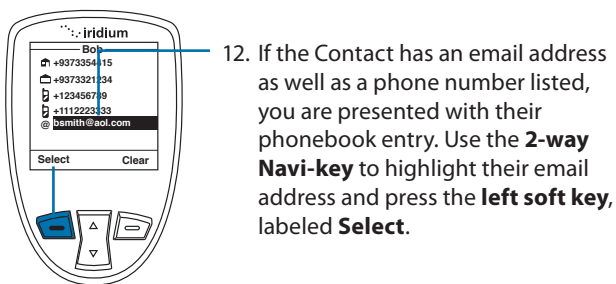 iridium
Bob
+9373354415
+9373321234
+123456789
+1112223333
@ bsmith@aol.com
Select Clear
12. If the Contact has an email address
as well as a phone number listed,
you are presented with their
phonebook entry. Use the 2-way
Navi-key to highlight their email
address and press the left soft key,
labeled Select.